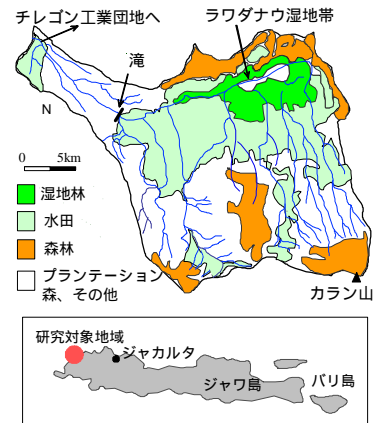 チレゴン工業団地へ
ラワダナウ湿地帯
滝
N
0 5km
湿地林
水田
森林
プランテーション
森、その他
カラン山
研究対象地域
ジャカルタ
ジャワ島
バリ島